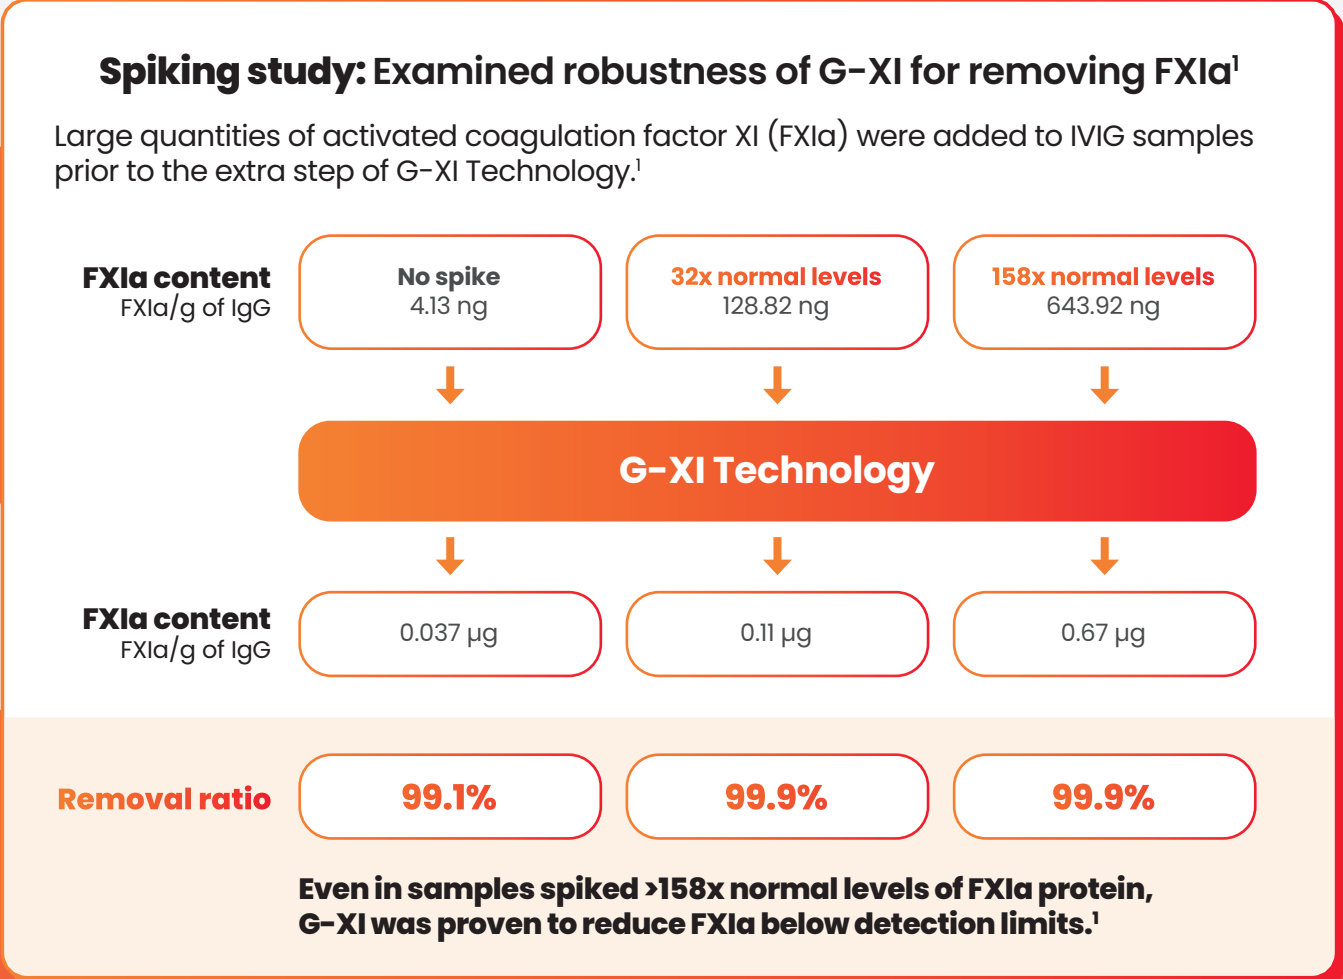 Spiking study: Examined robustness of G-XI for removing FXIa¹
Large quantities of activated coagulation factor XI (FXIa) were added to IVIG samples
prior to the extra step of G-XI Technology.¹
FXIa content
FXIa/g of IgG
No spike
4.13 ng
32x normal levels
128.82 ng
158x normal levels
643.92 ng
G-XI Technology
FXIa content
FXIa/g of IgG
0.037 µg
0.11 µg
0.67 µg
Removal ratio
99.1%
99.9%
99.9%
Even in samples spiked >158x normal levels of FXIa protein,
G-XI was proven to reduce FXIa below detection limits.¹